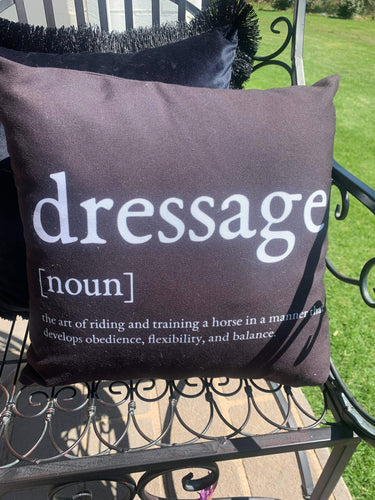 dressage
[noun]
the art of riding and training a horse in a manner that
develops obedience, flexibility, and balance.